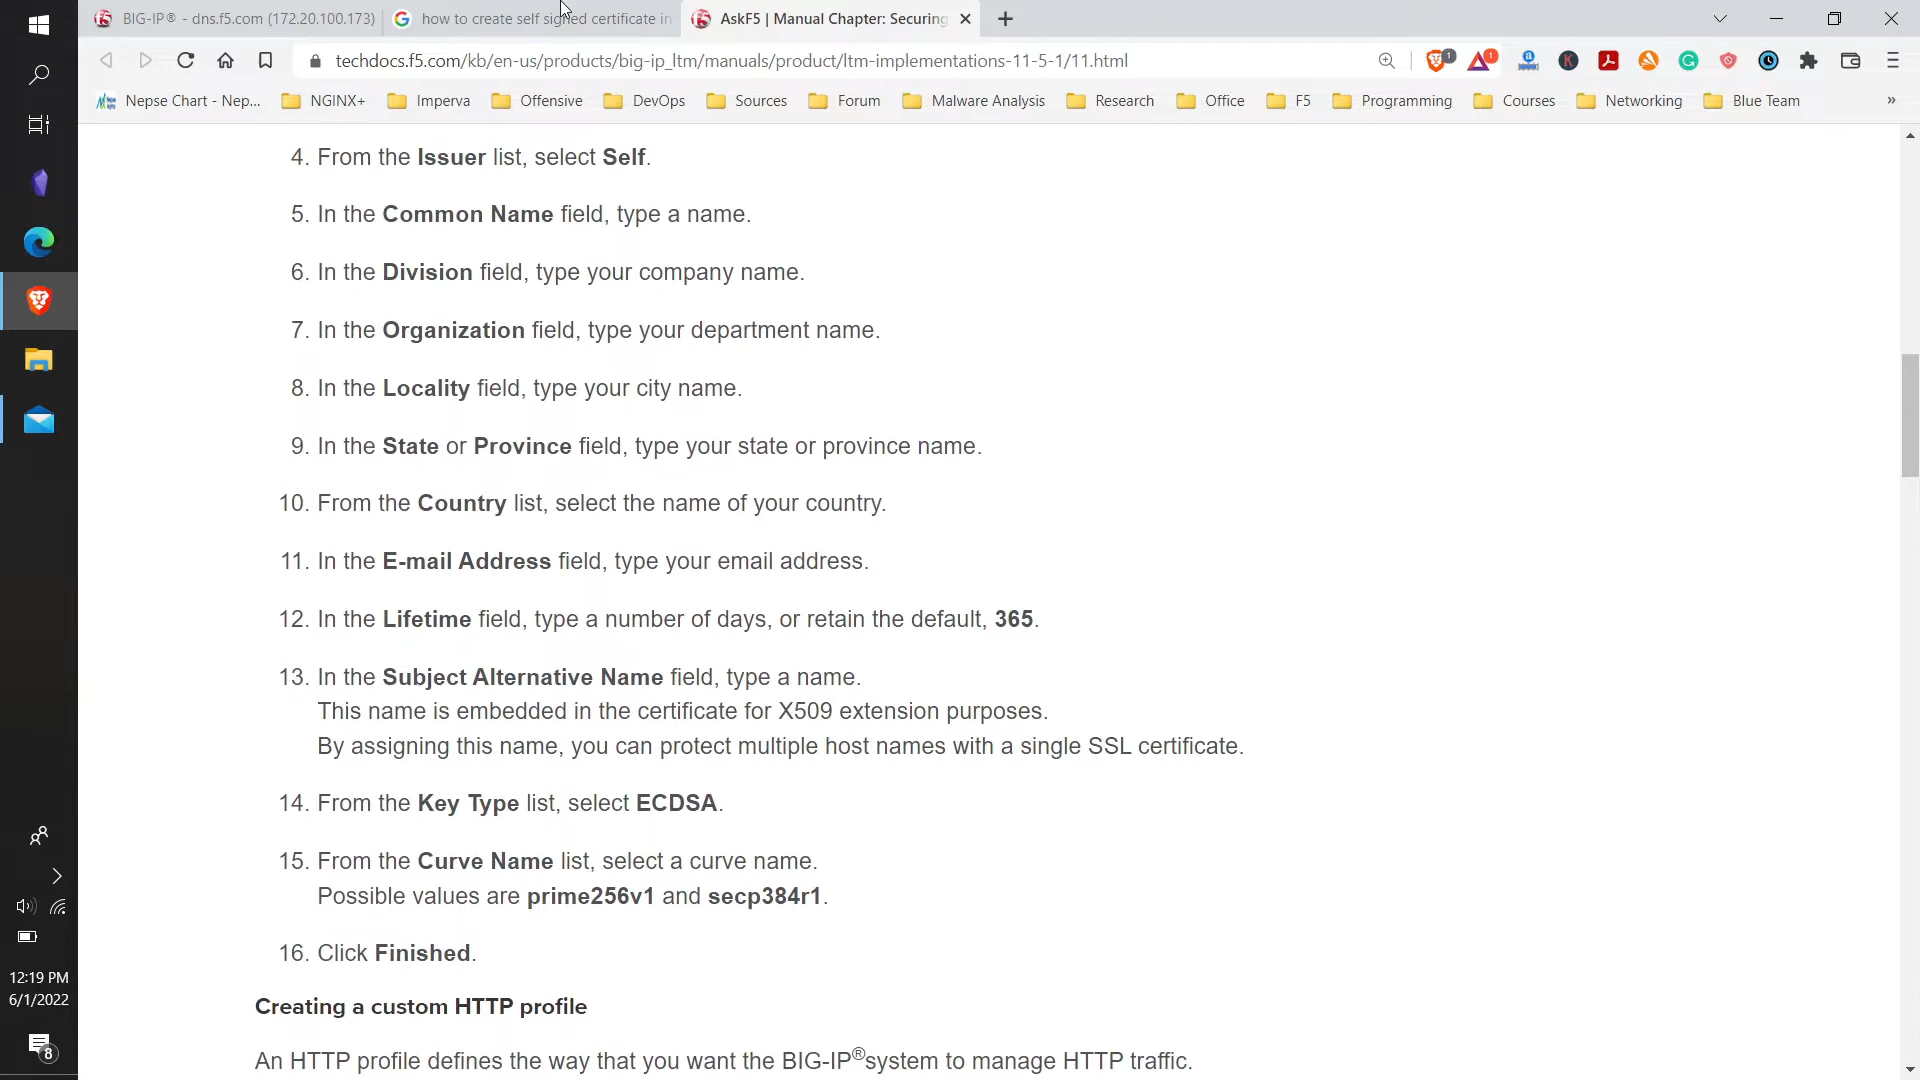 BIG-IP® - dns.f5.com (172.20.100.173)
how to create self signed certificate in
AskF5 | Manual Chapter: Securing
techdocs.f5.com/kb/en-us/products/big-ip_ltm/manuals/product/ltm-implementations-11-5-1/11.html
1
1
Nepse Chart - Nep...
NGINX+
Imperva
Offensive
DevOps
Sources
Forum
Malware Analysis
Research
Office
F5
Programming
Courses
Networking
Blue Team
»
4. From the Issuer list, select Self.
5. In the Common Name field, type a name.
6. In the Division field, type your company name.
7. In the Organization field, type your department name.
8. In the Locality field, type your city name.
9. In the State or Province field, type your state or province name.
10. From the Country list, select the name of your country.
11. In the E-mail Address field, type your email address.
12. In the Lifetime field, type a number of days, or retain the default, 365.
13. In the Subject Alternative Name field, type a name.
This name is embedded in the certificate for X509 extension purposes.
By assigning this name, you can protect multiple host names with a single SSL certificate.
14. From the Key Type list, select ECDSA.
15. From the Curve Name list, select a curve name.
Possible values are prime256v1 and secp384r1.
16. Click Finished.
Creating a custom HTTP profile
An HTTP profile defines the way that you want the BIG-IP®system to manage HTTP traffic.
12:19 PM
6/1/2022
8